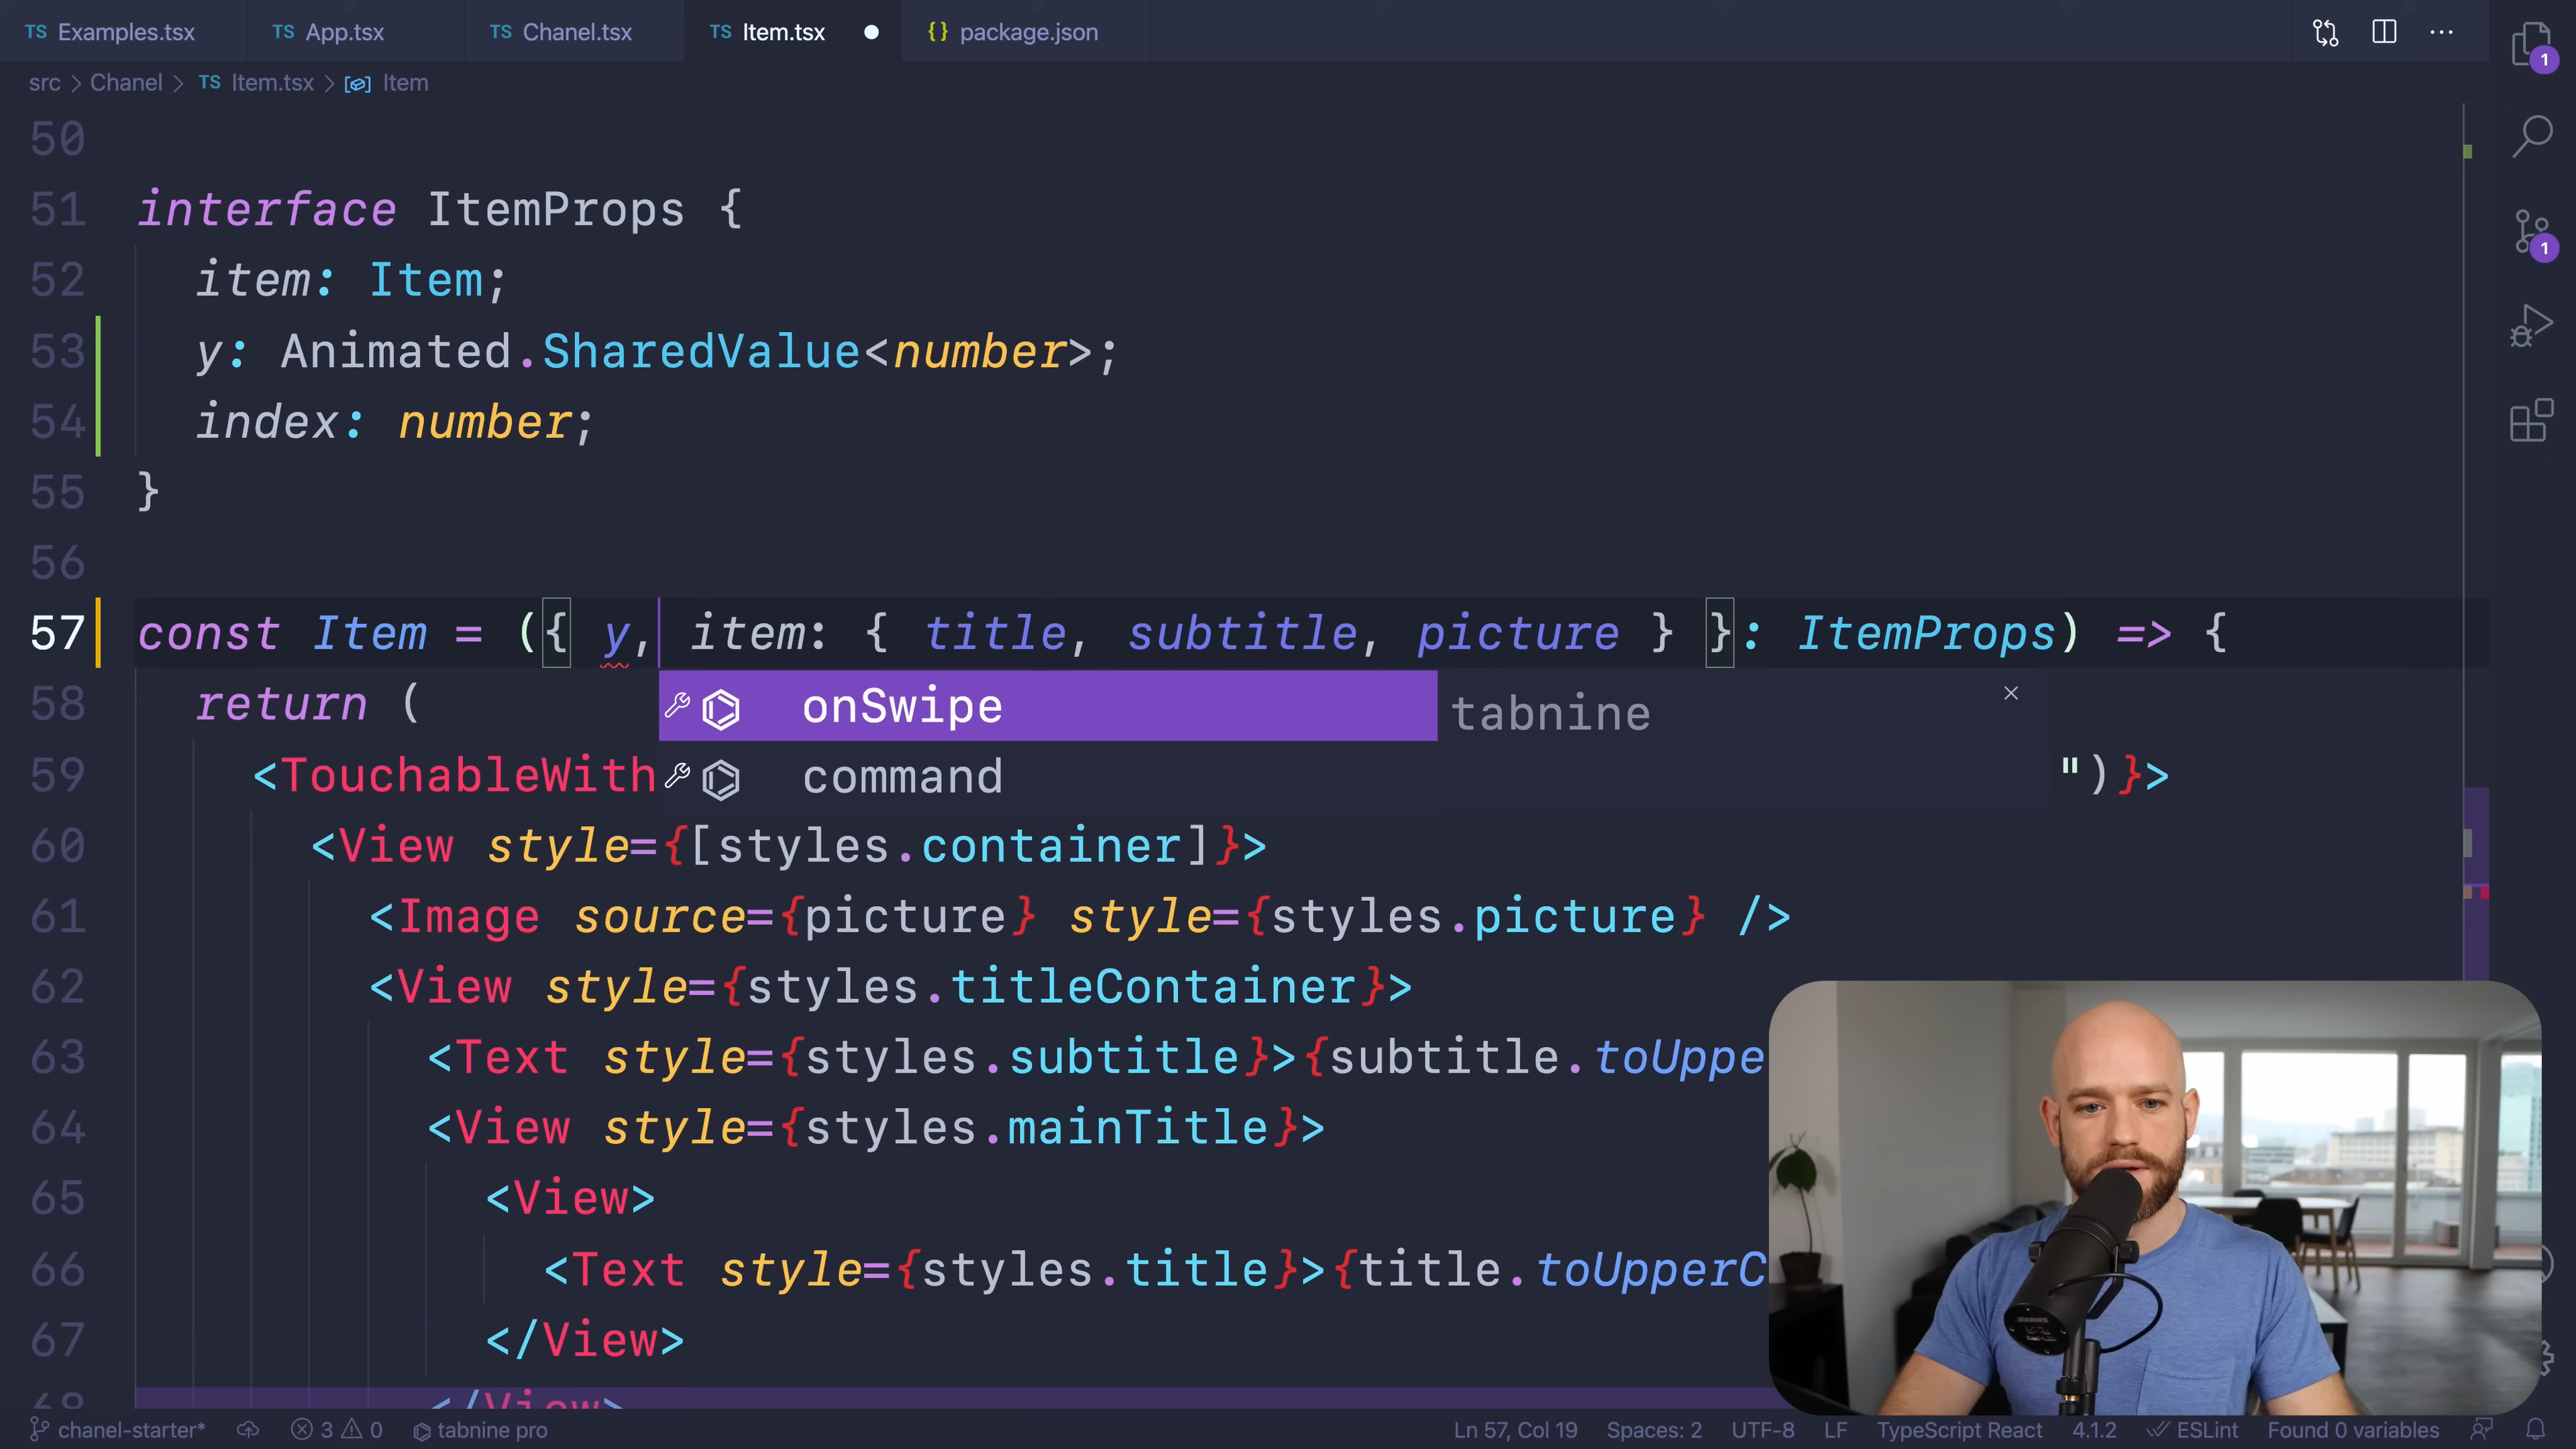 TS Examples.tsx TS App.tsx TS Chanel.tsx TS Item.tsx {} package.json
src > Chanel > TS Item.tsx > Item
50
51 interface ItemProps {
52 item: Item;
53 y: Animated.SharedValue<number>;
54 index: number;
55 }
56
57 const Item = ({ y, item: { title, subtitle, picture } }: ItemProps) => {
58 return ( onSwipe tabnine
59 <TouchableWith command ")}>
60 <View style={[styles.container]}>
61 <Image source={picture} style={styles.picture} />
62 <View style={styles.titleContainer}>
63 <Text style={styles.subtitle}>{subtitle.toUppe
64 <View style={styles.mainTitle}>
65 <View>
66 <Text style={styles.title}>{title.toUpperC
67 </View>
68 </View>
chanel-starter* 3 0 tabnine pro Ln 57, Col 19 Spaces: 2 UTF-8 LF TypeScript React 4.1.2 ESLint Found 0 variables
1
1